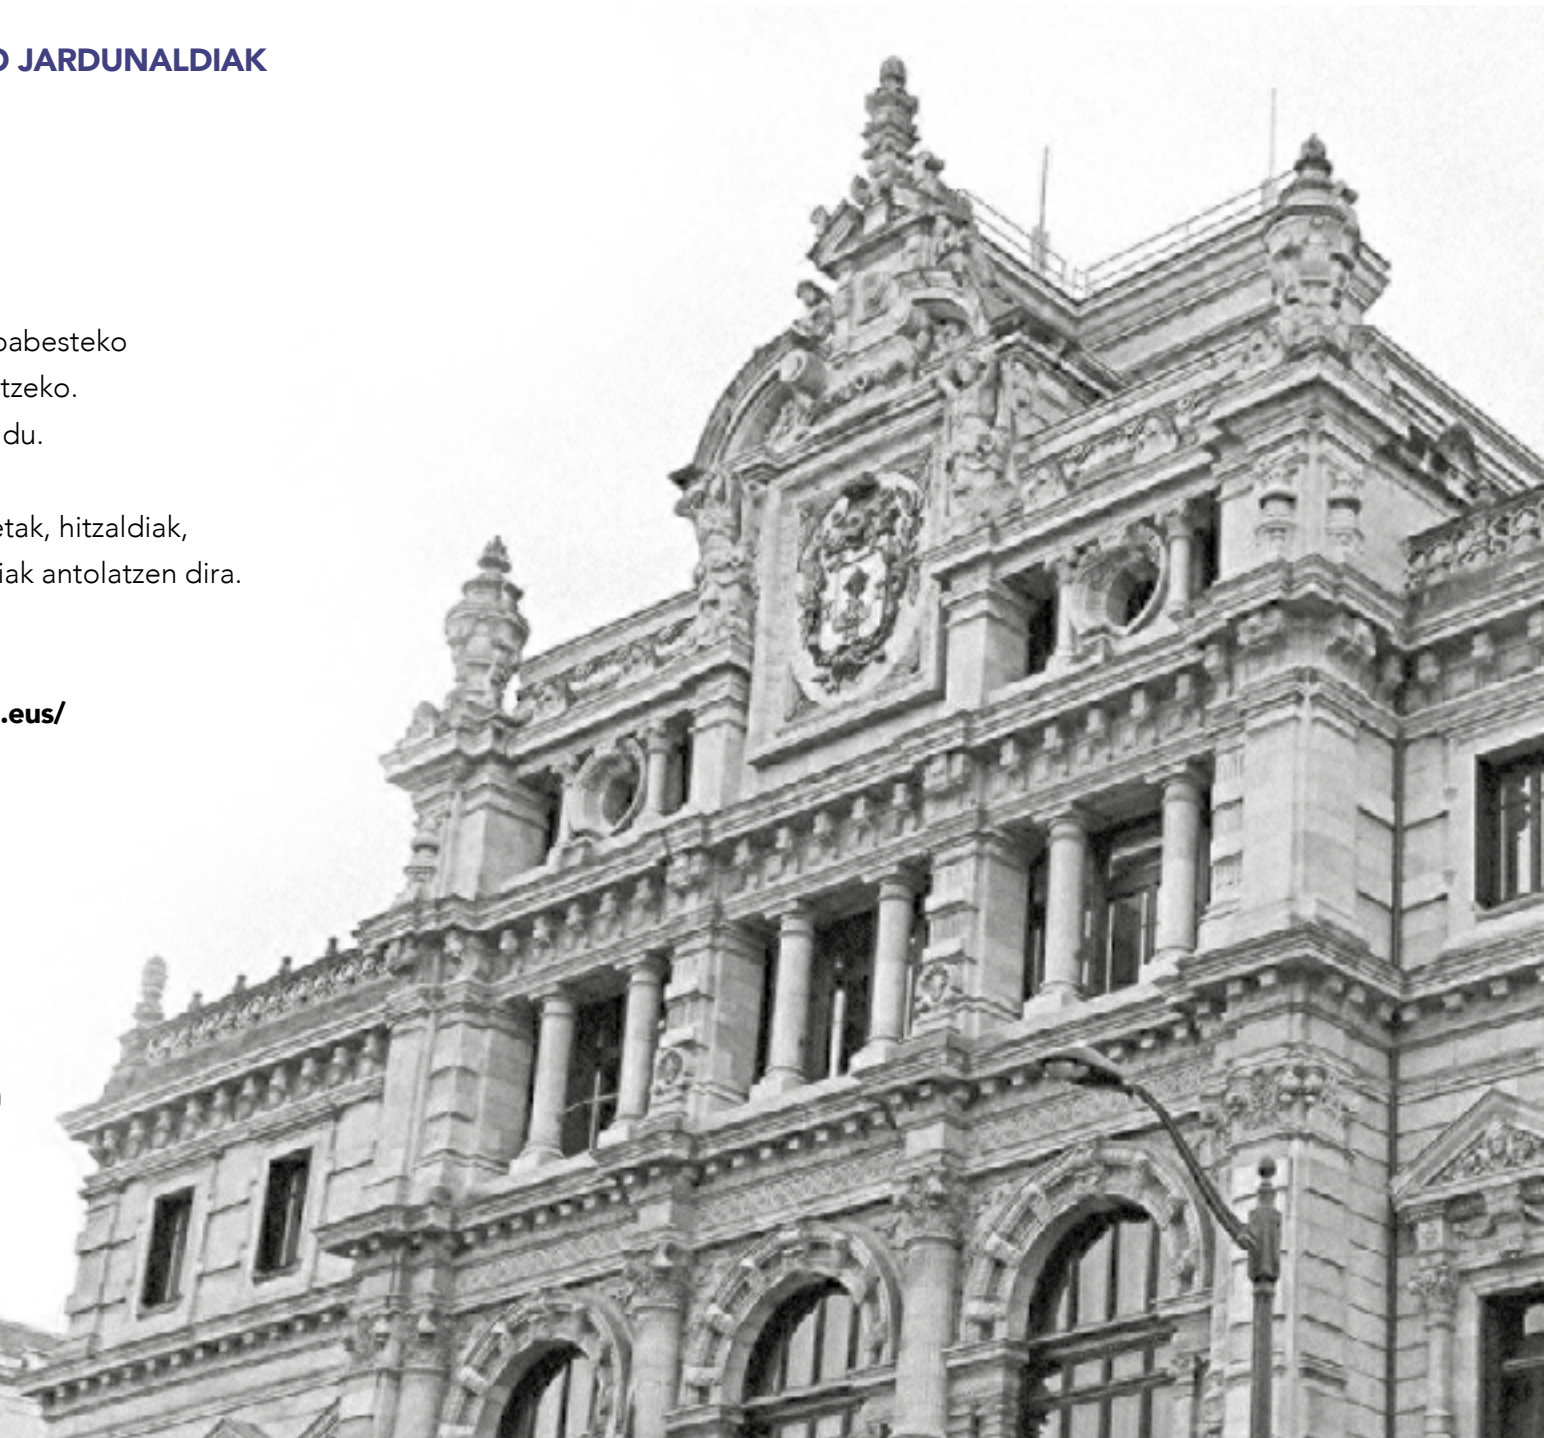 O JARDUNALDIAK
babesteko
tzeko.
du.
etak, hitzaldiak,
iak antolatzen dira.
.eus/
)